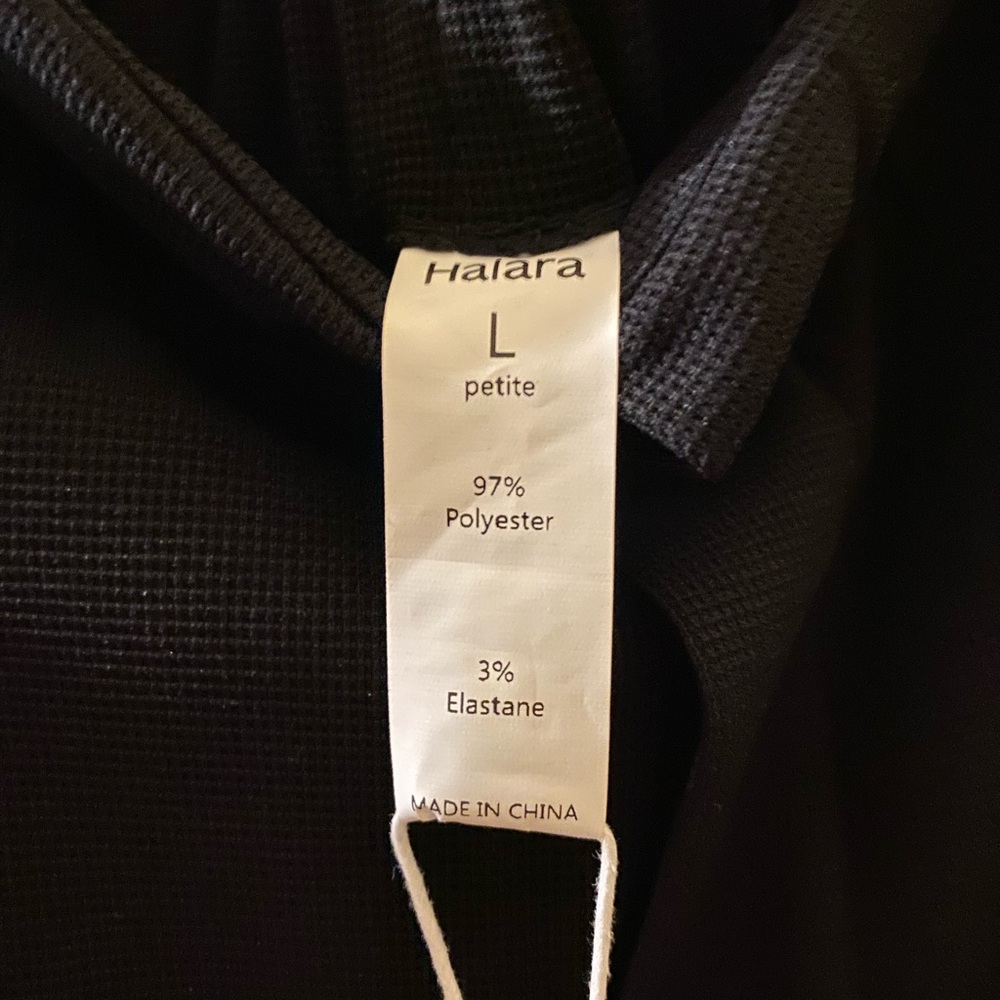 Halara
L
petite
97%
Polyester
3%
Elastane
MADE IN CHINA